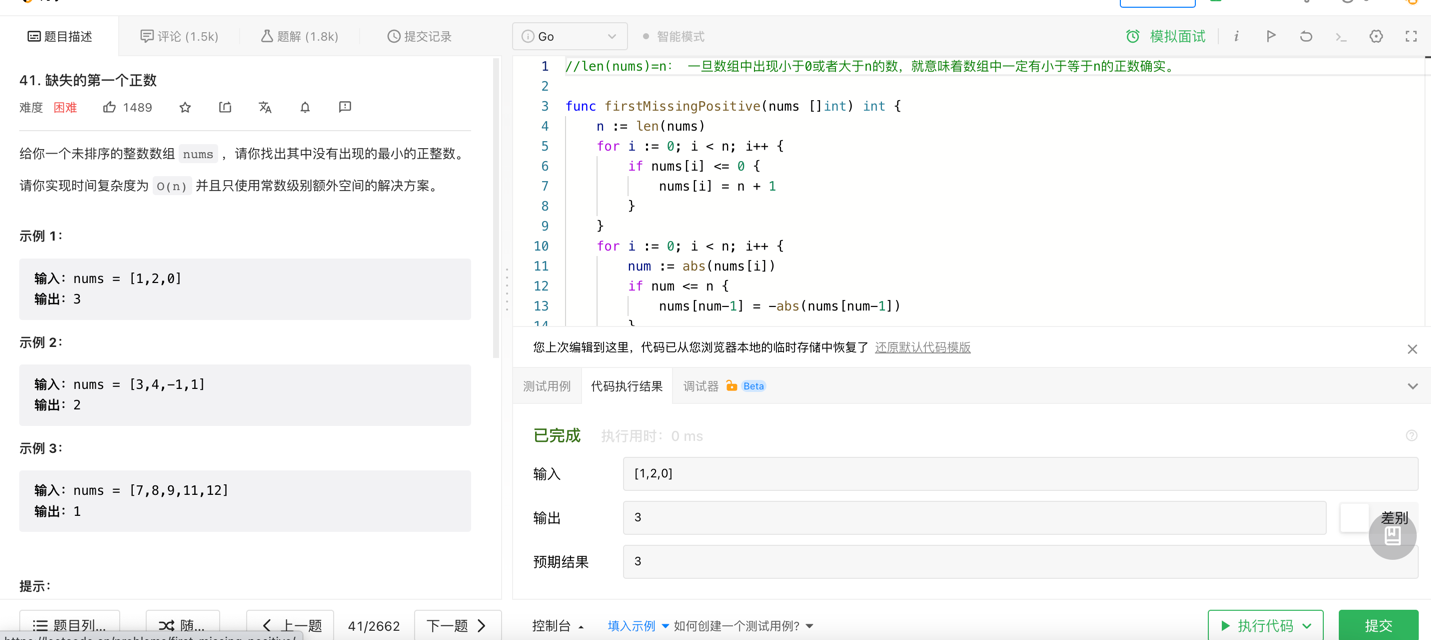 题目描述
评论 (1.5k)
题解 (1.8k)
提交记录
41. 缺失的第一个正数
难度 困难 1489
给你一个未排序的整数数组 nums ，请你找出其中没有出现的最小的正整数。
请你实现时间复杂度为 O(n) 并且只使用常数级别额外空间的解决方案。
示例 1：
输入：nums = [1,2,0]
输出：3
示例 2：
输入：nums = [3,4,-1,1]
输出：2
示例 3：
输入：nums = [7,8,9,11,12]
输出：1
提示：
题目列...
随...
上一题
41/2662
下一题
Go
智能模式
模拟面试
1 //len(nums)=n： 一旦数组中出现小于0或者大于n的数，就意味着数组中一定有小于等于n的正数确实。
2
3 func firstMissingPositive(nums []int) int {
4 n := len(nums)
5 for i := 0; i < n; i++ {
6 if nums[i] <= 0 {
7 nums[i] = n + 1
8 }
9 }
10 for i := 0; i < n; i++ {
11 num := abs(nums[i])
12 if num <= n {
13 nums[num-1] = -abs(nums[num-1])
14 }
您上次编辑到这里，代码已从您浏览器本地的临时存储中恢复了 还原默认代码模版
测试用例
代码执行结果
调试器 Beta
已完成 执行用时：0 ms
输入 [1,2,0]
输出 3 差别
预期结果 3
控制台
填入示例
如何创建一个测试用例?
执行代码
提交